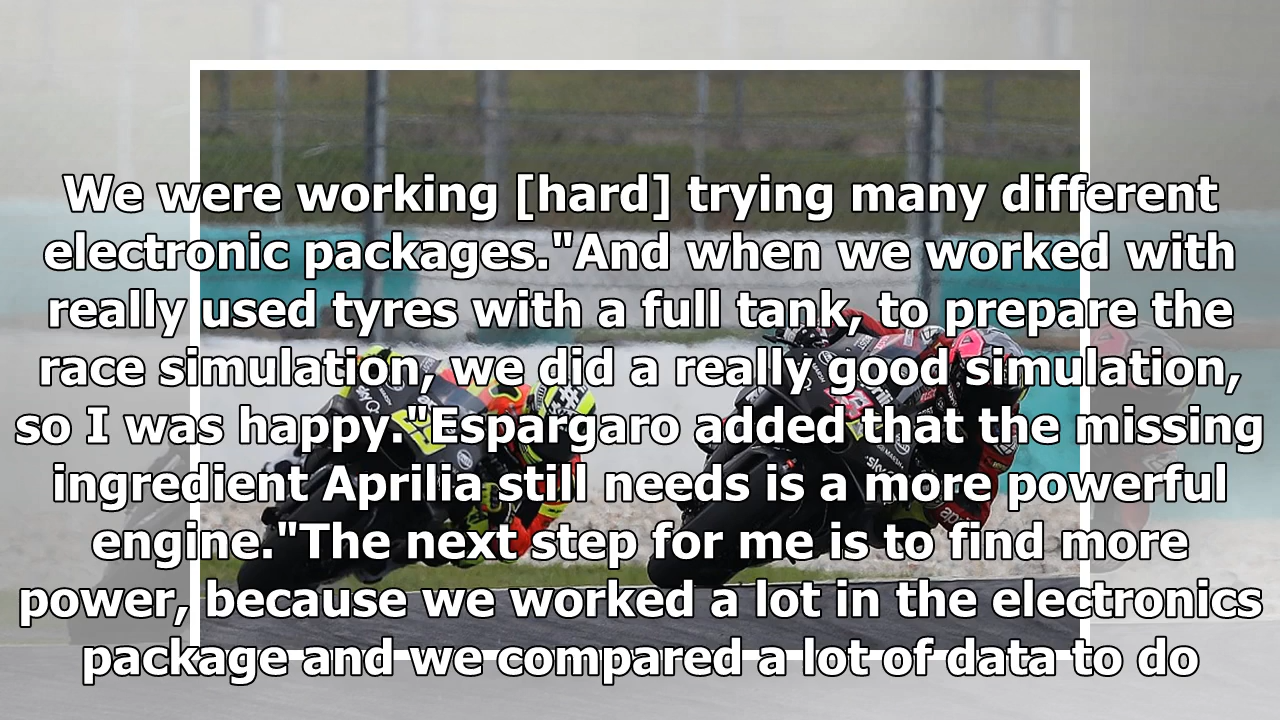 We were working [hard] trying many different
electronic packages."And when we worked with
really used tyres with a full tank, to prepare the
race simulation, we did a really good simulation,
so I was happy."Espargaro added that the missing
ingredient Aprilia still needs is a more powerful
engine."The next step for me is to find more
power, because we worked a lot in the electronics
package and we compared a lot of data to do